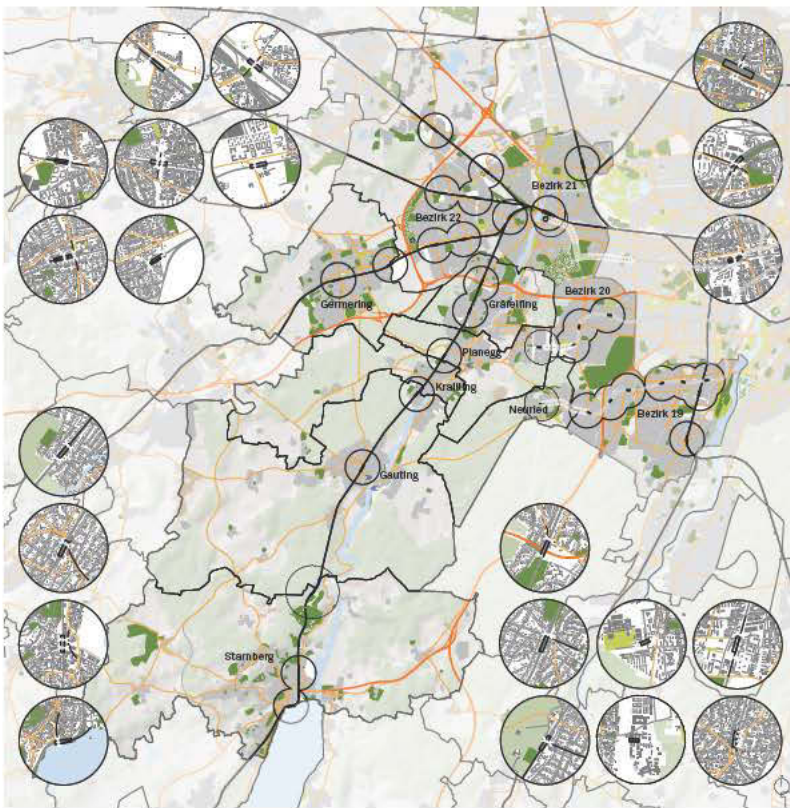 Bezirk 21
Bezirk 22
Bezirk 20
Germering
Gräfelfing
Planegg
Krailling
Neuried
Bezirk 19
Gauting
Starnberg